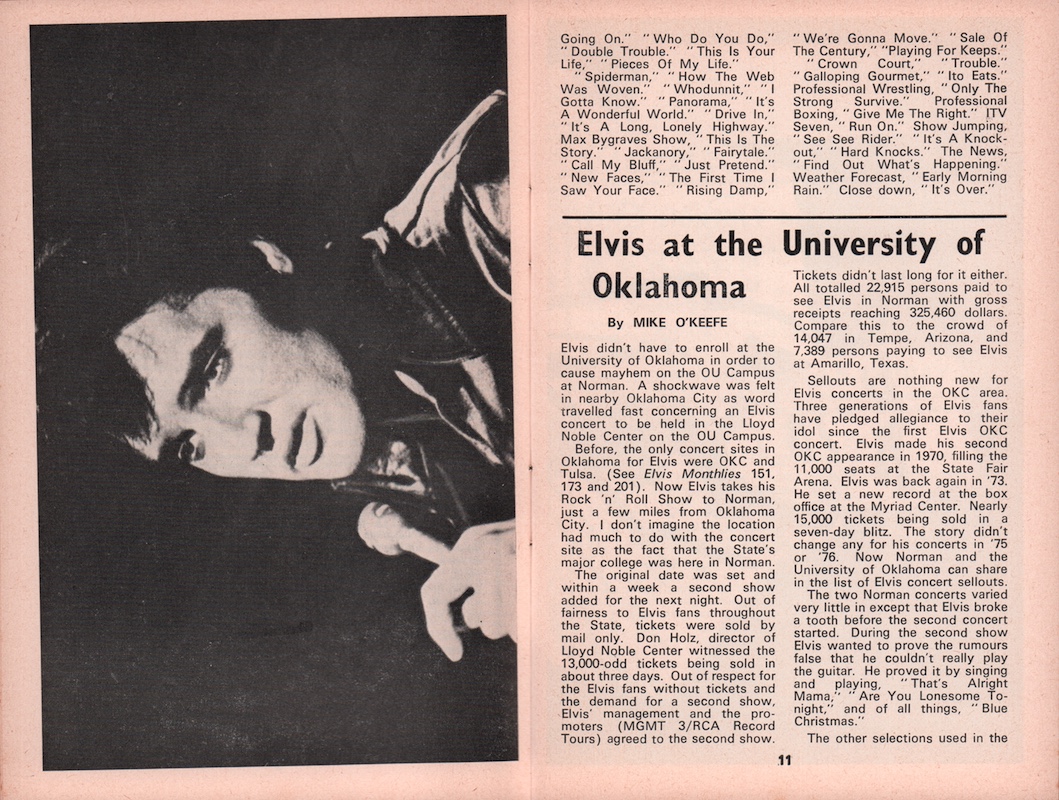 Going On." "Who Do You Do,"
"Double Trouble." "This Is Your
Life," "Pieces Of My Life."
"Spiderman," "How The Web
Was Woven." "Whodunnit," "I
Gotta Know." "Panorama," "It's
A Wonderful World." "Drive In,"
"It's A Long, Lonely Highway."
Max Bygraves Show, "This Is The
Story." "Jackanory," "Fairytale."
"Call My Bluff," "Just Pretend."
"New Faces," "The First Time I
Saw Your Face." "Rising Damp,"
"We're Gonna Move." "Sale Of
The Century," "Playing For Keeps."
"Crown Court," "Trouble."
"Galloping Gourmet," "Ito Eats."
Professional Wrestling, "Only The
Strong Survive." Professional
Boxing, "Give Me The Right." ITV
Seven, "Run On." Show Jumping,
"See See Rider." "It's A Knock-
out," "Hard Knocks." The News,
"Find Out What's Happening."
Weather Forecast, "Early Morning
Rain." Close down, "It's Over."
Elvis at the University of
Oklahoma
By MIKE O'KEEFE
Elvis didn't have to enroll at the
University of Oklahoma in order to
cause mayhem on the OU Campus
at Norman. A shockwave was felt
in nearby Oklahoma City as word
travelled fast concerning an Elvis
concert to be held in the Lloyd
Noble Center on the OU Campus.
Before, the only concert sites in
Oklahoma for Elvis were OKC and
Tulsa. (See Elvis Monthlies 151,
173 and 201). Now Elvis takes his
Rock 'n' Roll Show to Norman,
just a few miles from Oklahoma
City. I don't imagine the location
had much to do with the concert
site as the fact that the State's
major college was here in Norman.
The original date was set and
within a week a second show
added for the next night. Out of
fairness to Elvis fans throughout
the State, tickets were sold by
mail only. Don Holz, director of
Lloyd Noble Center witnessed the
13,000-odd tickets being sold in
about three days. Out of respect for
the Elvis fans without tickets and
the demand for a second show,
Elvis' management and the pro-
moters (MGMT 3/RCA Record
Tours) agreed to the second show.
Tickets didn't last long for it either.
All totalled 22,915 persons paid to
see Elvis in Norman with gross
receipts reaching 325,460 dollars.
Compare this to the crowd of
14,047 in Tempe, Arizona, and
7,389 persons paying to see Elvis
at Amarillo, Texas.
Sellouts are nothing new for
Elvis concerts in the OKC area.
Three generations of Elvis fans
have pledged allegiance to their
idol since the first Elvis OKC
concert. Elvis made his second
OKC appearance in 1970, filling the
11,000 seats at the State Fair
Arena. Elvis was back again in '73.
He set a new record at the box
office at the Myriad Center. Nearly
15,000 tickets being sold in a
seven-day blitz. The story didn't
change any for his concerts in '75
or '76. Now Norman and the
University of Oklahoma can share
in the list of Elvis concert sellouts.
The two Norman concerts varied
very little in except that Elvis broke
a tooth before the second concert
started. During the second show
Elvis wanted to prove the rumours
false that he couldn't really play
the guitar. He proved it by singing
and playing, "That's Alright
Mama," "Are You Lonesome To-
night," and of all things, "Blue
Christmas."
The other selections used in the
11